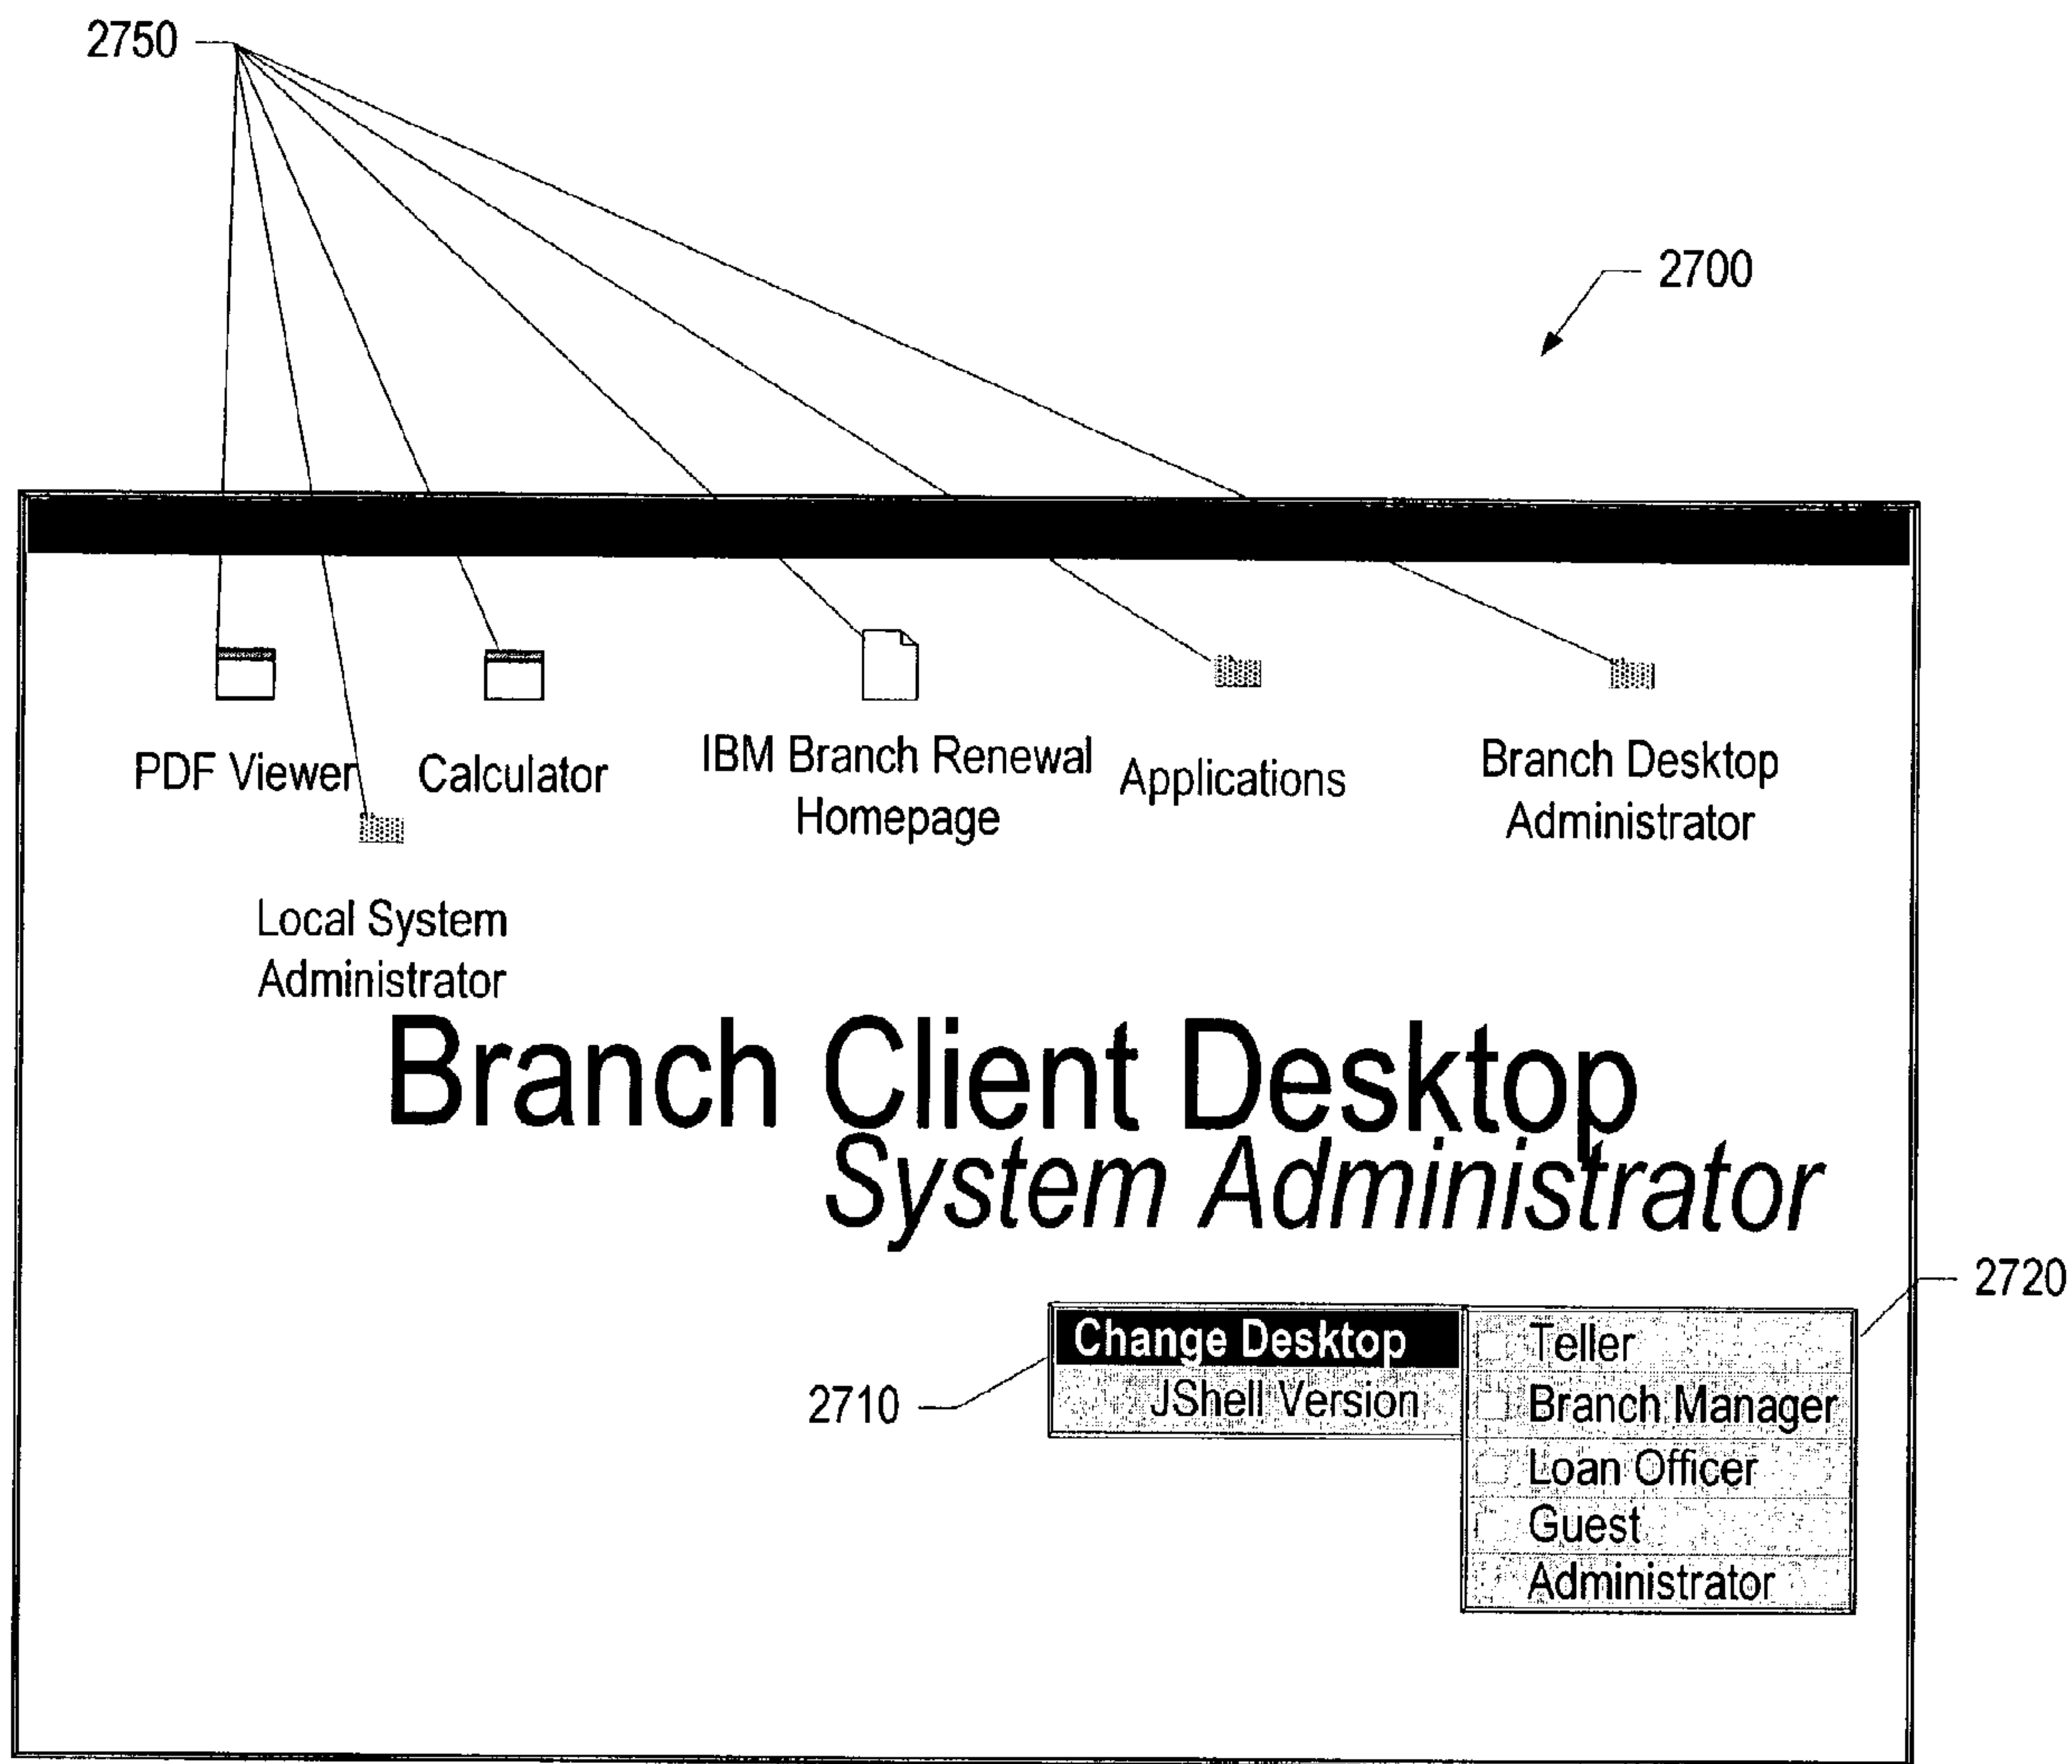 2750
2700
PDF Viewer
Calculator
IBM Branch Renewal
Homepage
Applications
Branch Desktop
Administrator
Local System
Administrator
Branch Client Desktop
System Administrator
2720
Change Desktop
JShell Version
2710
Teller
Branch Manager
Loan Officer
Guest
Administrator